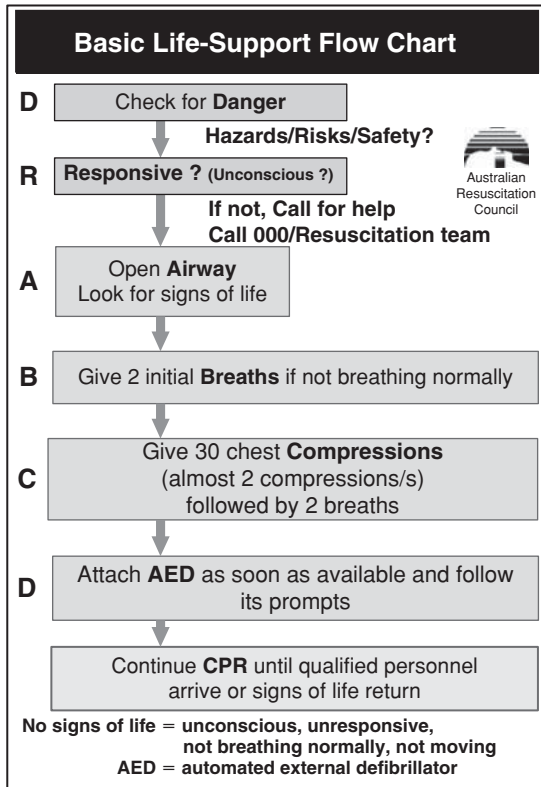 Basic Life-Support Flow Chart
D
Check for Danger
Hazards/Risks/Safety?
R
Responsive ? (Unconscious ?)
Australian
Resuscitation
Council
If not, Call for help
Call 000/Resuscitation team
A
Open Airway
Look for signs of life
B
Give 2 initial Breaths if not breathing normally
C
Give 30 chest Compressions
(almost 2 compressions/s)
followed by 2 breaths
D
Attach AED as soon as available and follow
its prompts
Continue CPR until qualified personnel
arrive or signs of life return
No signs of life = unconscious, unresponsive,
not breathing normally, not moving
AED = automated external defibrillator